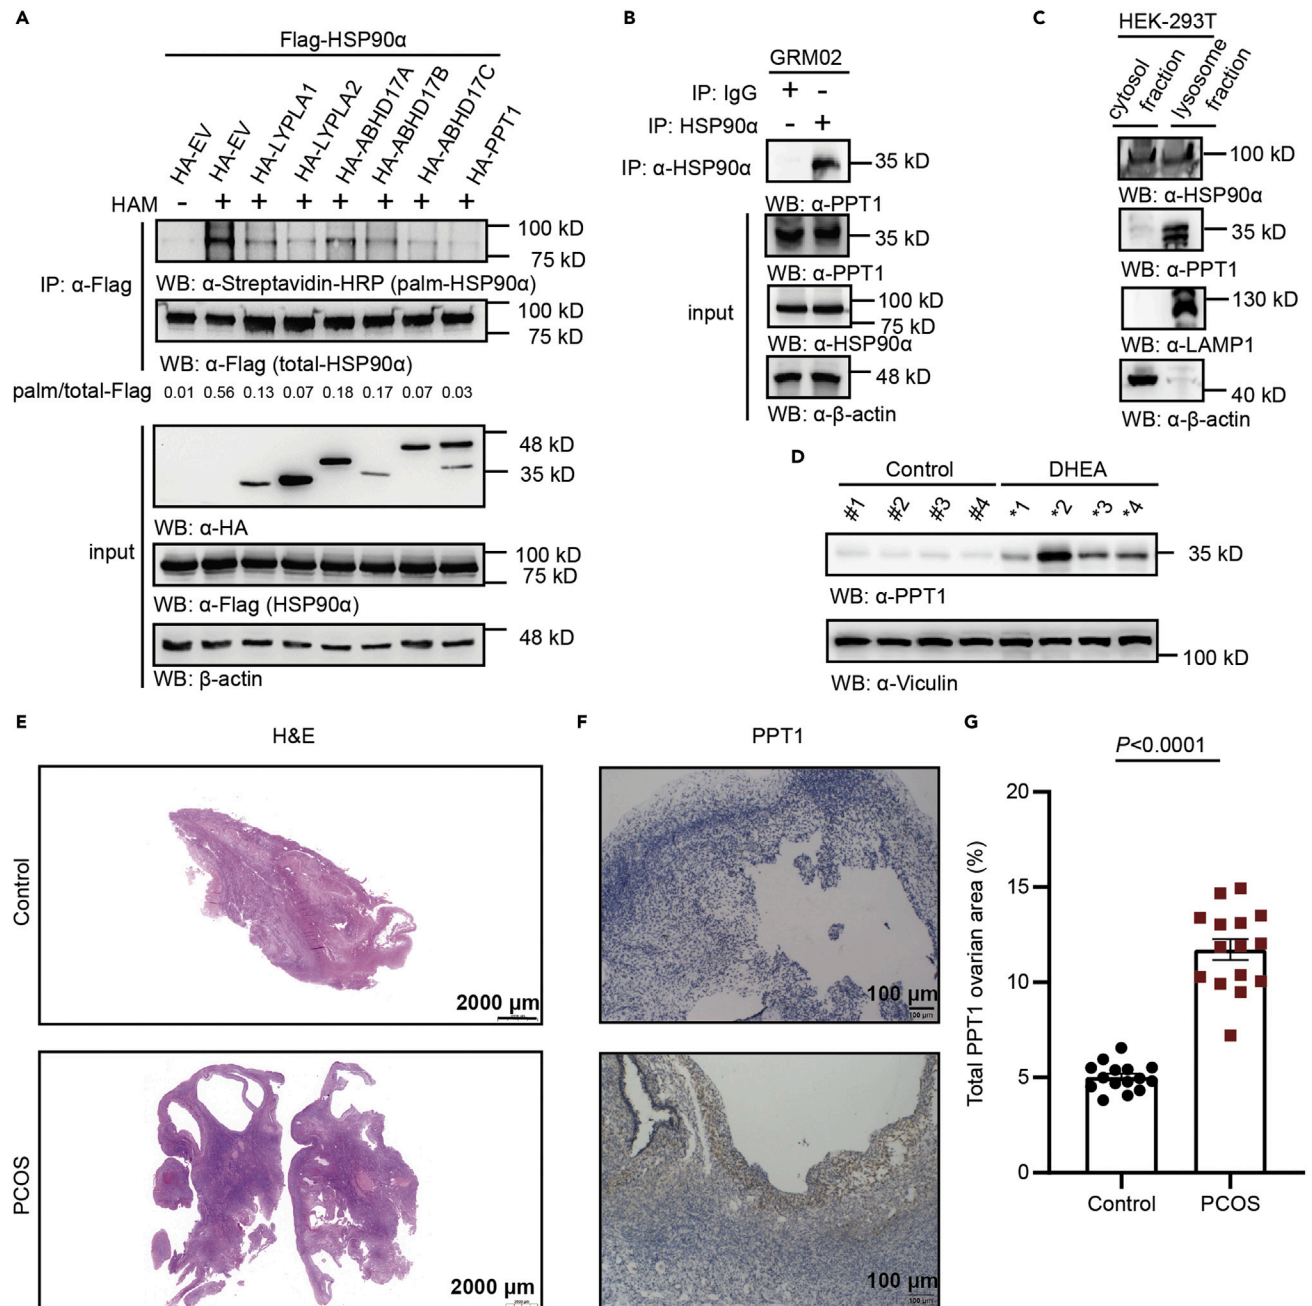 A
Flag-HSP90α
HA-EV
HA-EV
HA-LYPLA1
HA-LYPLA2
HA-ABHD17A
HA-ABHD17B
HA-ABHD17C
HA-PPT1
HAM - + + + + + + +
IP: α-Flag
100 kD
75 kD
WB: α-Streptavidin-HRP (palm-HSP90α)
100 kD
75 kD
WB: α-Flag (total-HSP90α)
palm/total-Flag 0.01 0.56 0.13 0.07 0.18 0.17 0.07 0.03
input
48 kD
35 kD
WB: α-HA
100 kD
75 kD
WB: α-Flag (HSP90α)
48 kD
WB: β-actin
B
GRM02
IP: IgG + -
IP: HSP90α - +
IP: α-HSP90α
35 kD
WB: α-PPT1
input
35 kD
WB: α-PPT1
100 kD
75 kD
WB: α-HSP90α
48 kD
WB: α-β-actin
C
HEK-293T
cytosol
fraction
lysosome
fraction
100 kD
WB: α-HSP90α
35 kD
WB: α-PPT1
130 kD
WB: α-LAMP1
40 kD
WB: α-β-actin
D
Control DHEA
#1 #2 #3 #4 *1 *2 *3 *4
35 kD
WB: α-PPT1
100 kD
WB: α-Viculin
E
H&E
Control
2000 µm
PCOS
2000 µm
F
PPT1
100 µm
100 µm
100 µm
100 µm
G
P<0.0001
Total PPT1 ovarian area (%)
20
15
10
5
0
Control PCOS